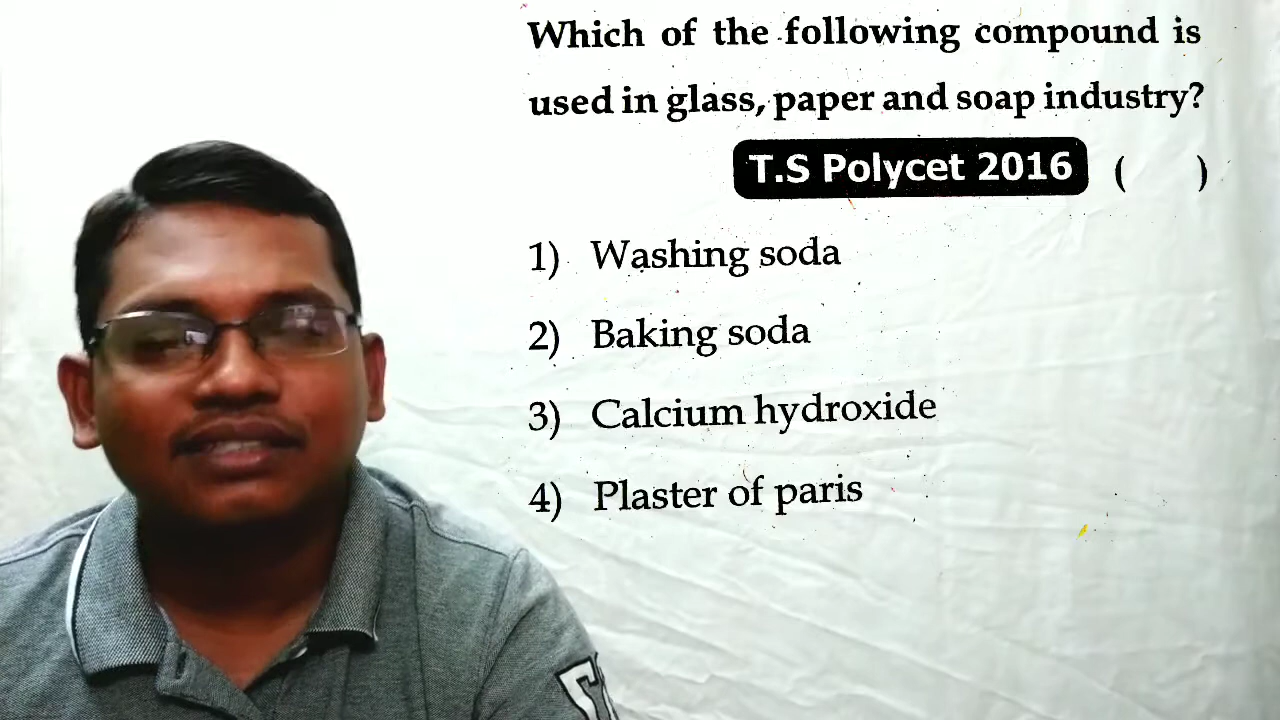 Which of the following compound is
used in glass, paper and soap industry?
T.S Polycet 2016 ( )
1) Washing soda
2) Baking soda
3) Calcium hydroxide
4) Plaster of paris